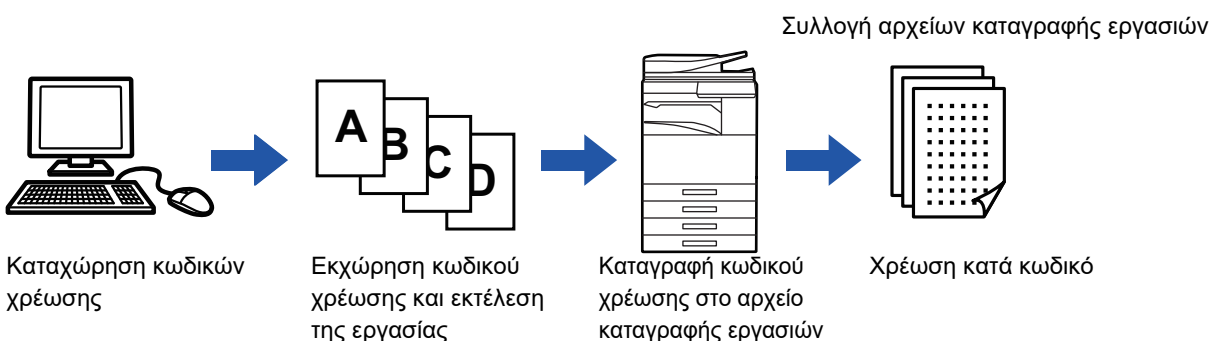 Συλλογή αρχείων καταγραφής εργασιών
A
B
C
D
Καταχώρηση κωδικών
χρέωσης
Εκχώρηση κωδικού
χρέωσης και εκτέλεση
της εργασίας
Καταγραφή κωδικού
χρέωσης στο αρχείο
καταγραφής εργασιών
Χρέωση κατά κωδικό